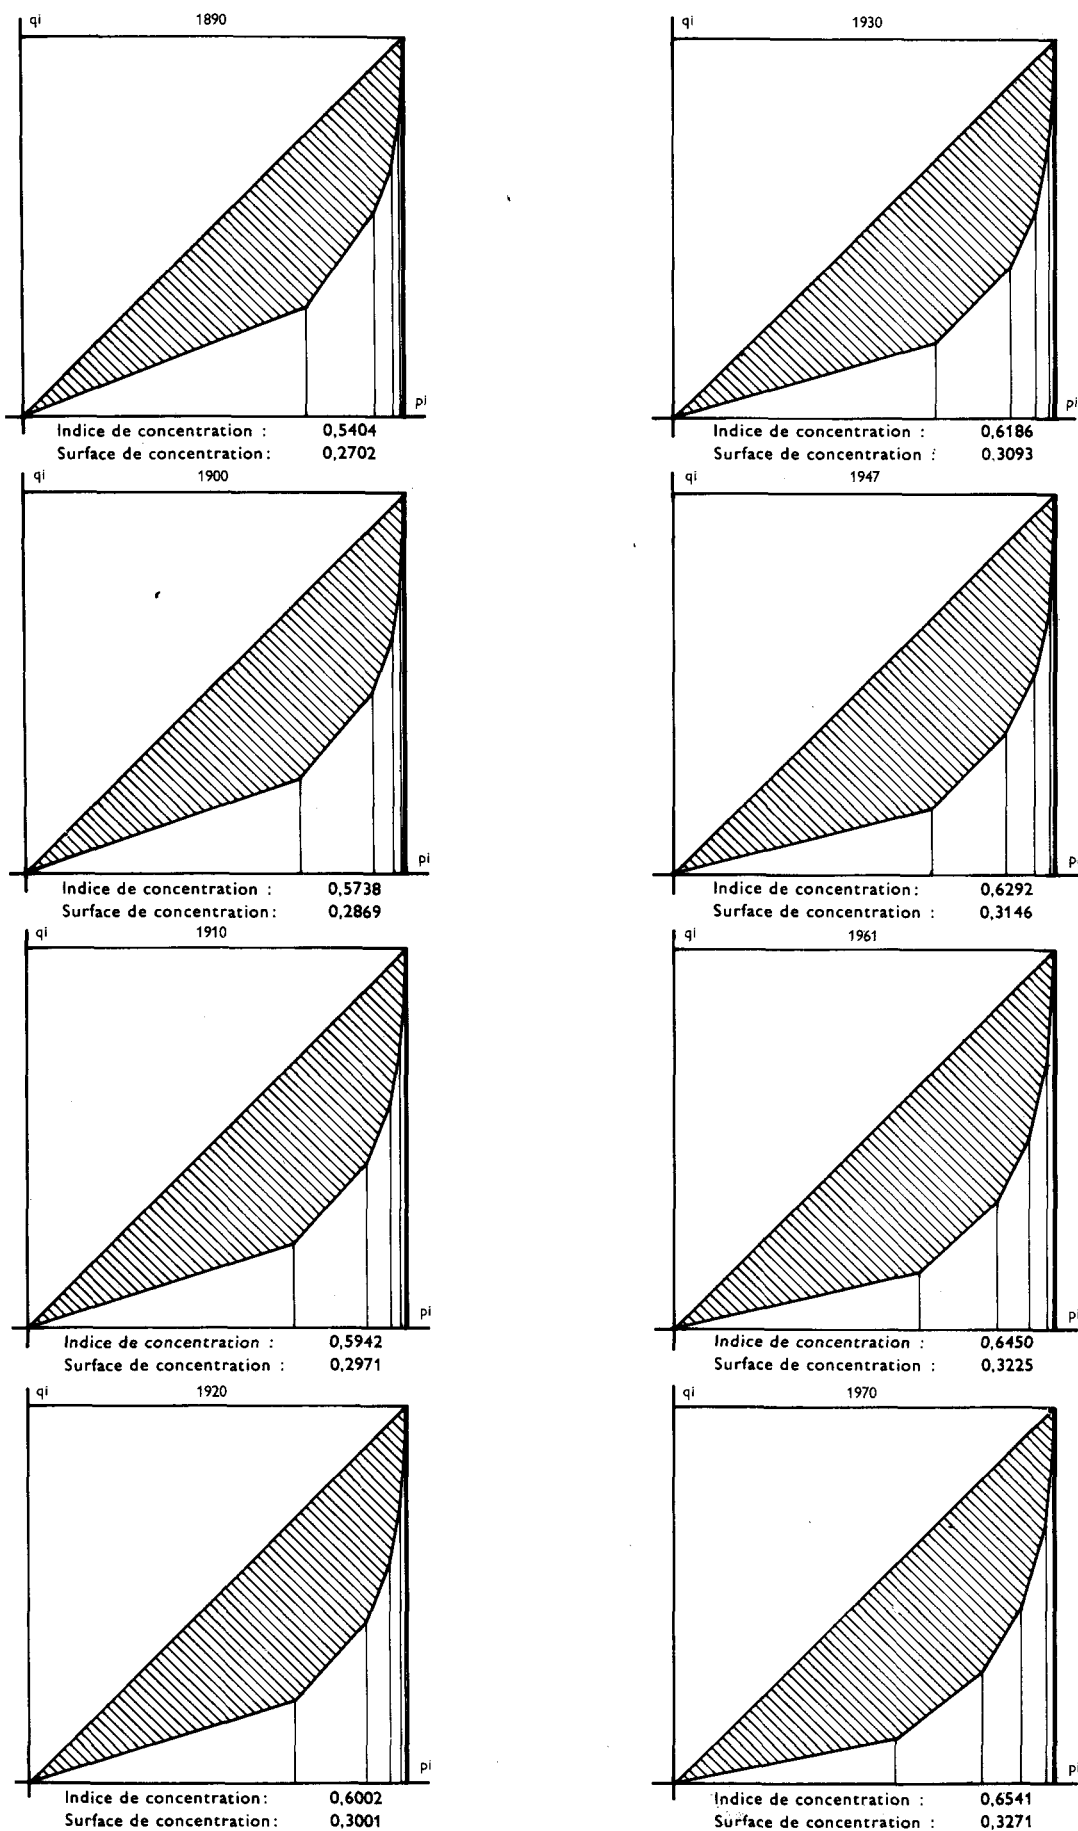 qi
1890
pi
Indice de concentration : 0,5404
Surface de concentration : 0,2702
qi
1900
pi
Indice de concentration : 0,5738
Surface de concentration : 0,2869
qi
1910
pi
Indice de concentration : 0,5942
Surface de concentration : 0,2971
qi
1920
pi
Indice de concentration : 0,6002
Surface de concentration : 0,3001
qi
1930
pi
Indice de concentration : 0,6186
Surface de concentration : 0.3093
qi
1947
pi
Indice de concentration : 0,6292
Surface de concentration : 0,3146
qi
1961
pi
Indice de concentration : 0,6450
Surface de concentration : 0,3225
qi
1970
pi
Indice de concentration : 0,6541
Surface de concentration : 0,3271